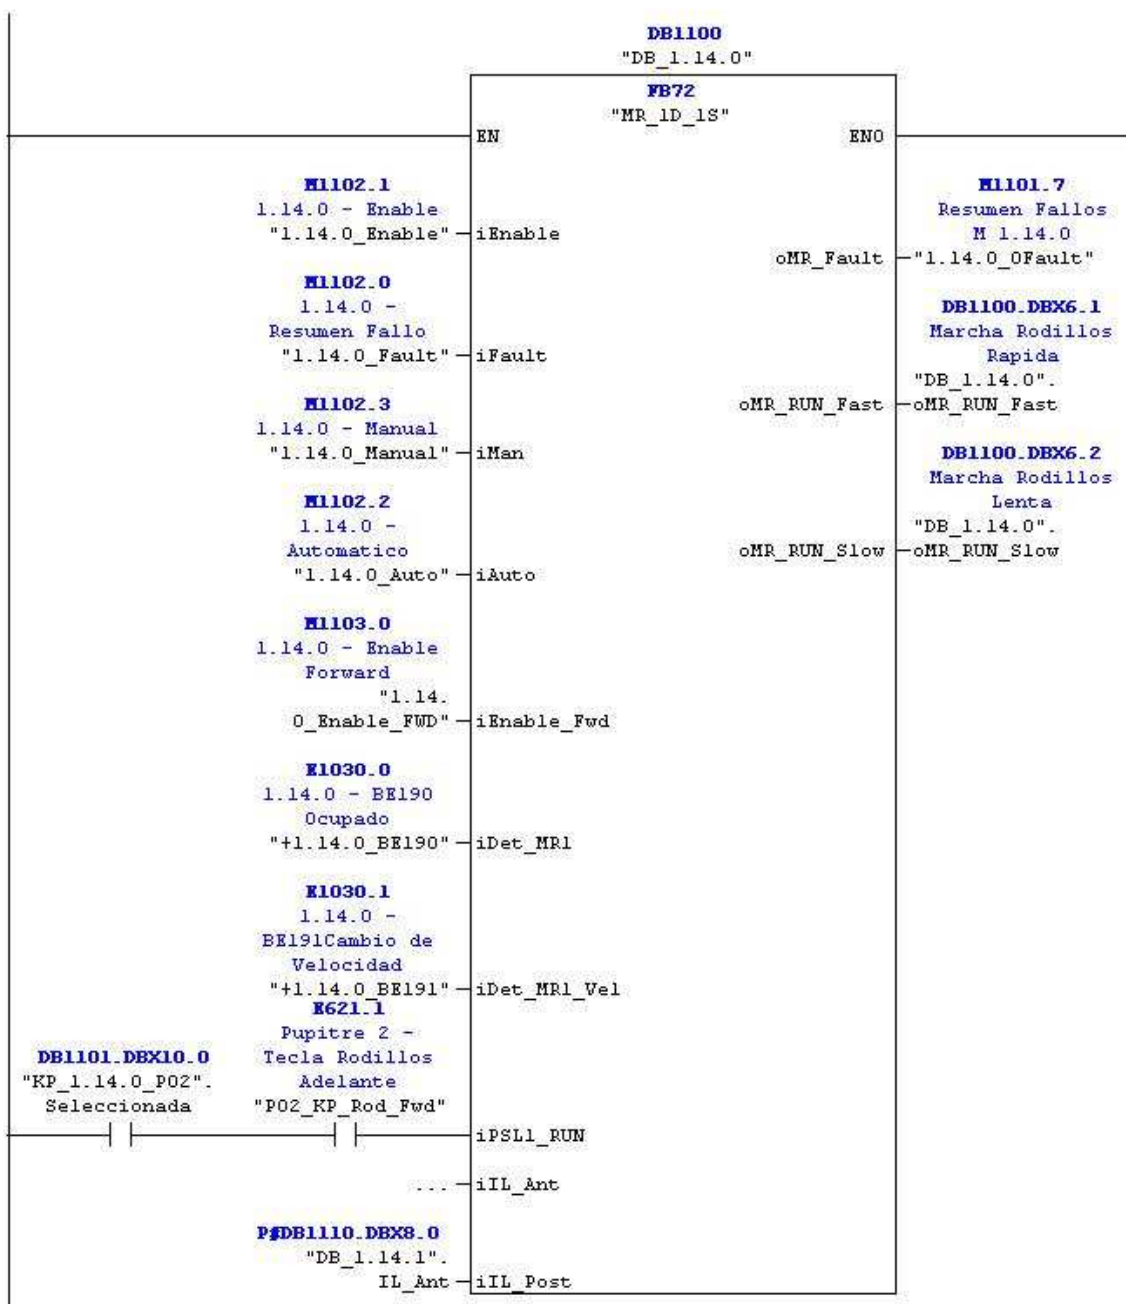 DB1100
"DB_1.14.0"
FB72
"MR_1D_1S"
EN
ENO
M1102.1
1.14.0 - Enable
"1.14.0_Enable"
iEnable
M1102.0
1.14.0 -
Resumen Fallo
"1.14.0_Fault"
iFault
M1102.3
1.14.0 - Manual
"1.14.0_Manual"
iMan
M1102.2
1.14.0 -
Automatico
"1.14.0_Auto"
iAuto
M1103.0
1.14.0 - Enable
Forward
"1.14.
0_Enable_FWD"
iEnable_Fwd
E1030.0
1.14.0 - BE190
Ocupado
"+1.14.0_BE190"
iDet_MR1
E1030.1
1.14.0 -
BE191Cambio de
Velocidad
"+1.14.0_BE191"
iDet_MR1_Vel
DB1101.DBX10.0
"KP_1.14.0_P02".
Seleccionada
E621.1
Pupitre 2 -
Tecla Rodillos
Adelante
"P02_KP_Rod_Fwd"
iPSL1_RUN
...
iIL_Ant
P#DB1110.DBX8.0
"DB_1.14.1".
IL_Ant
iIL_Post
M1101.7
Resumen Fallos
M 1.14.0
oMR_Fault
"1.14.0_OFault"
DB1100.DBX6.1
Marcha Rodillos
Rapida
"DB_1.14.0".
oMR_RUN_Fast
oMR_RUN_Fast
DB1100.DBX6.2
Marcha Rodillos
Lenta
"DB_1.14.0".
oMR_RUN_Slow
oMR_RUN_Slow